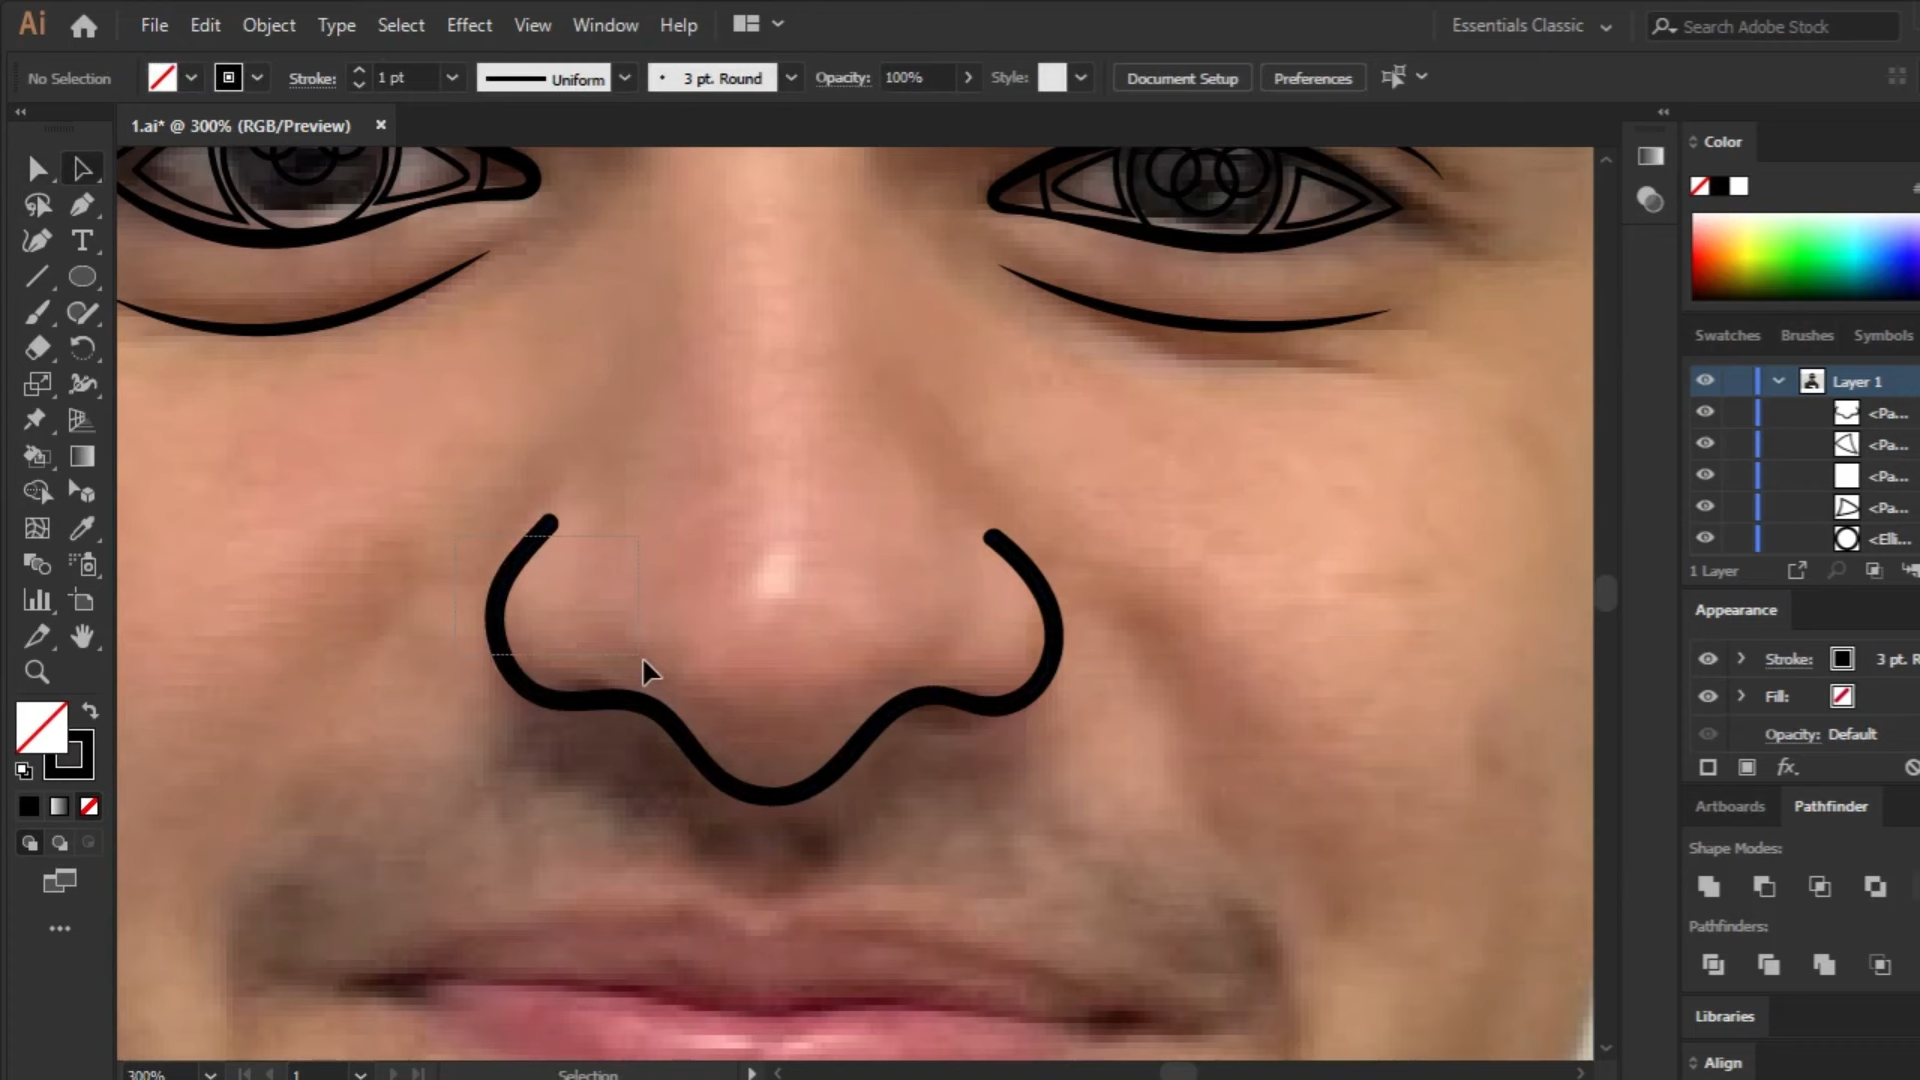 Ai File Edit Object Type Select Effect View Window Help Essentials Classic Search Adobe Stock
No Selection Stroke: 1 pt Uniform 3 pt. Round Opacity: 100% Style: Document Setup Preferences
1.ai* @ 300% (RGB/Preview)
Color
Swatches Brushes Symbols
Layer 1
<Pa...
<Pa...
<Pa...
<Pa...
<Elli...
1 Layer
Appearance
Stroke: 3 pt. R
Fill:
Opacity: Default
fx.
Artboards Pathfinder
Shape Modes:
Pathfinders:
Libraries
Align
300% 1 Selection